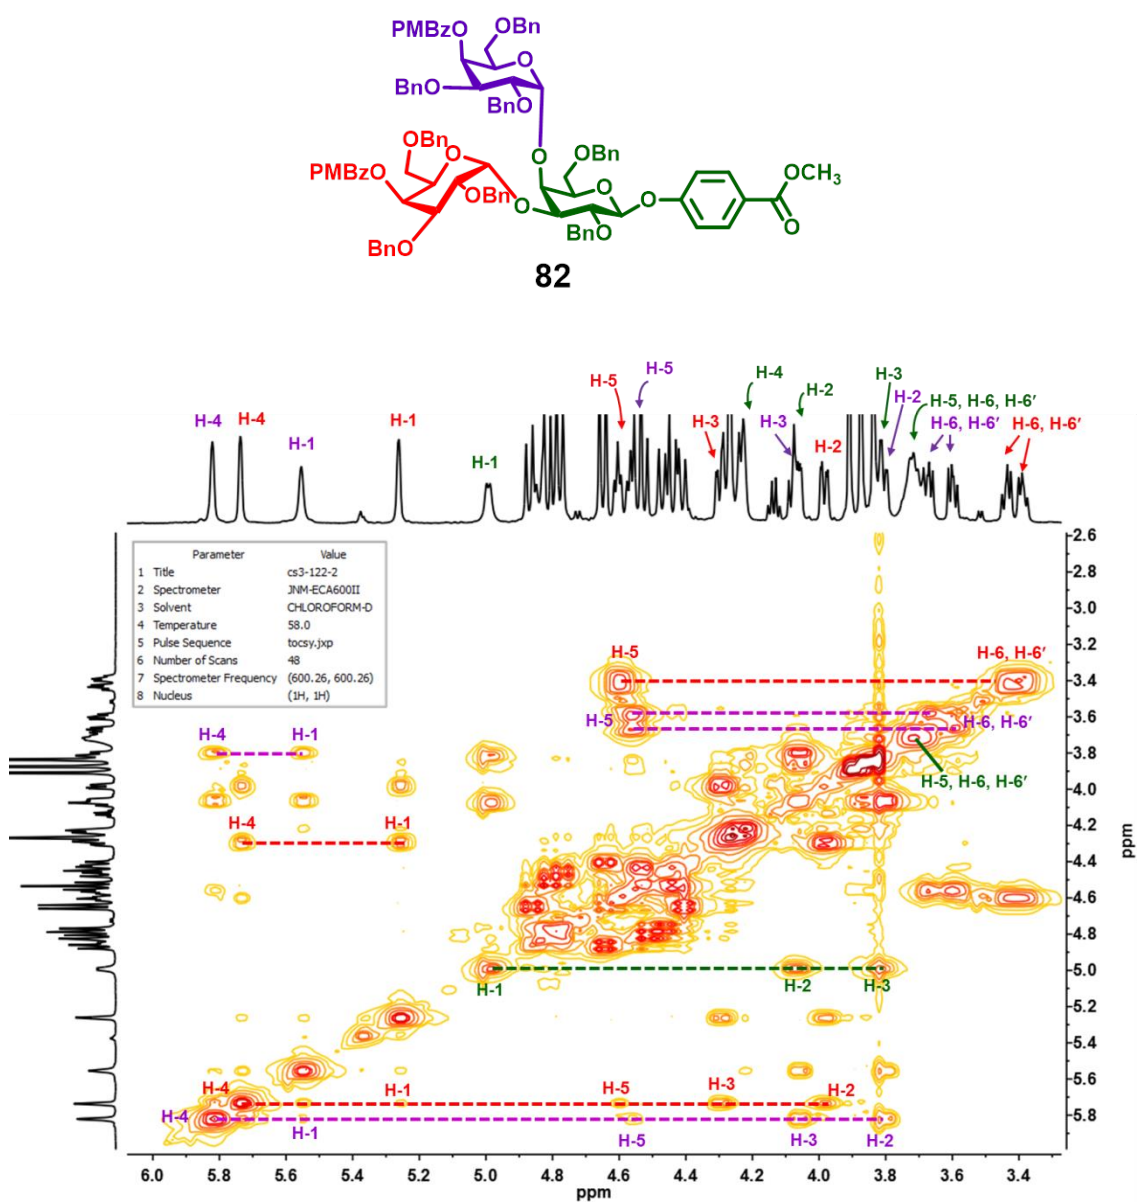 PMBzO OBn
O
BnO
BnO
OBn
O
PMBzO
OBn
BnO
O
O
OBn
O
O
BnO
O
OCH3
O
82
H-4
H-4
H-1
H-1
H-1
H-5
H-5
H-3
H-4
H-3
H-2
H-2
H-3
H-2
H-5, H-6, H-6′
H-6, H-6′
H-6, H-6′
Parameter Value
1 Title cs3-122-2
2 Spectrometer JNM-ECA600II
3 Solvent CHLOROFORM-D
4 Temperature 58.0
5 Pulse Sequence tocsy.jxp
6 Number of Scans 48
7 Spectrometer Frequency (600.26, 600.26)
8 Nucleus (1H, 1H)
H-5 H-6, H-6′
H-5 H-6, H-6′
H-4 H-1
H-5, H-6, H-6′
H-4 H-1
H-1 H-2 H-3
H-4 H-1 H-5 H-3 H-2
H-4 H-1 H-5 H-3 H-2
2.6
2.8
3.0
3.2
3.4
3.6
3.8
4.0
4.2
4.4
4.6
4.8
5.0
5.2
5.4
5.6
5.8
ppm
6.0 5.8 5.6 5.4 5.2 5.0 4.8 4.6 4.4 4.2 4.0 3.8 3.6 3.4
ppm